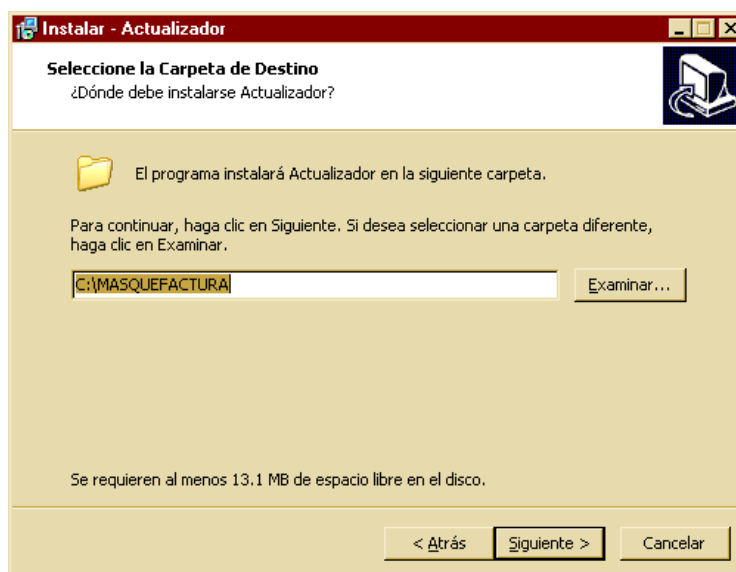 Instalar - Actualizador
Seleccione la Carpeta de Destino
¿Dónde debe instalarse Actualizador?
El programa instalará Actualizador en la siguiente carpeta.
Para continuar, haga clic en Siguiente. Si desea seleccionar una carpeta diferente,
haga clic en Examinar.
C:\MASQUEFACTURA
Examinar...
Se requieren al menos 13.1 MB de espacio libre en el disco.
< Atrás
Siguiente >
Cancelar